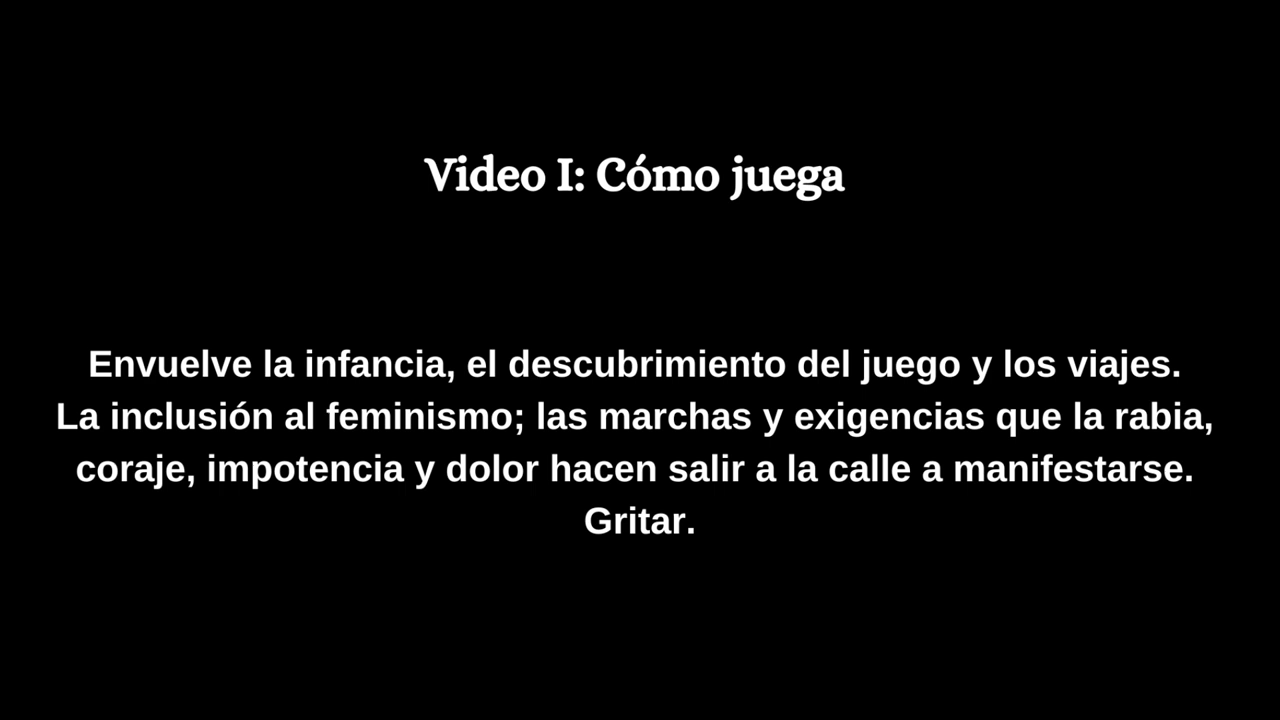 Video I: Cómo juega
Envuelve la infancia, el descubrimiento del juego y los viajes.
La inclusión al feminismo; las marchas y exigencias que la rabia,
coraje, impotencia y dolor hacen salir a la calle a manifestarse.
Gritar.